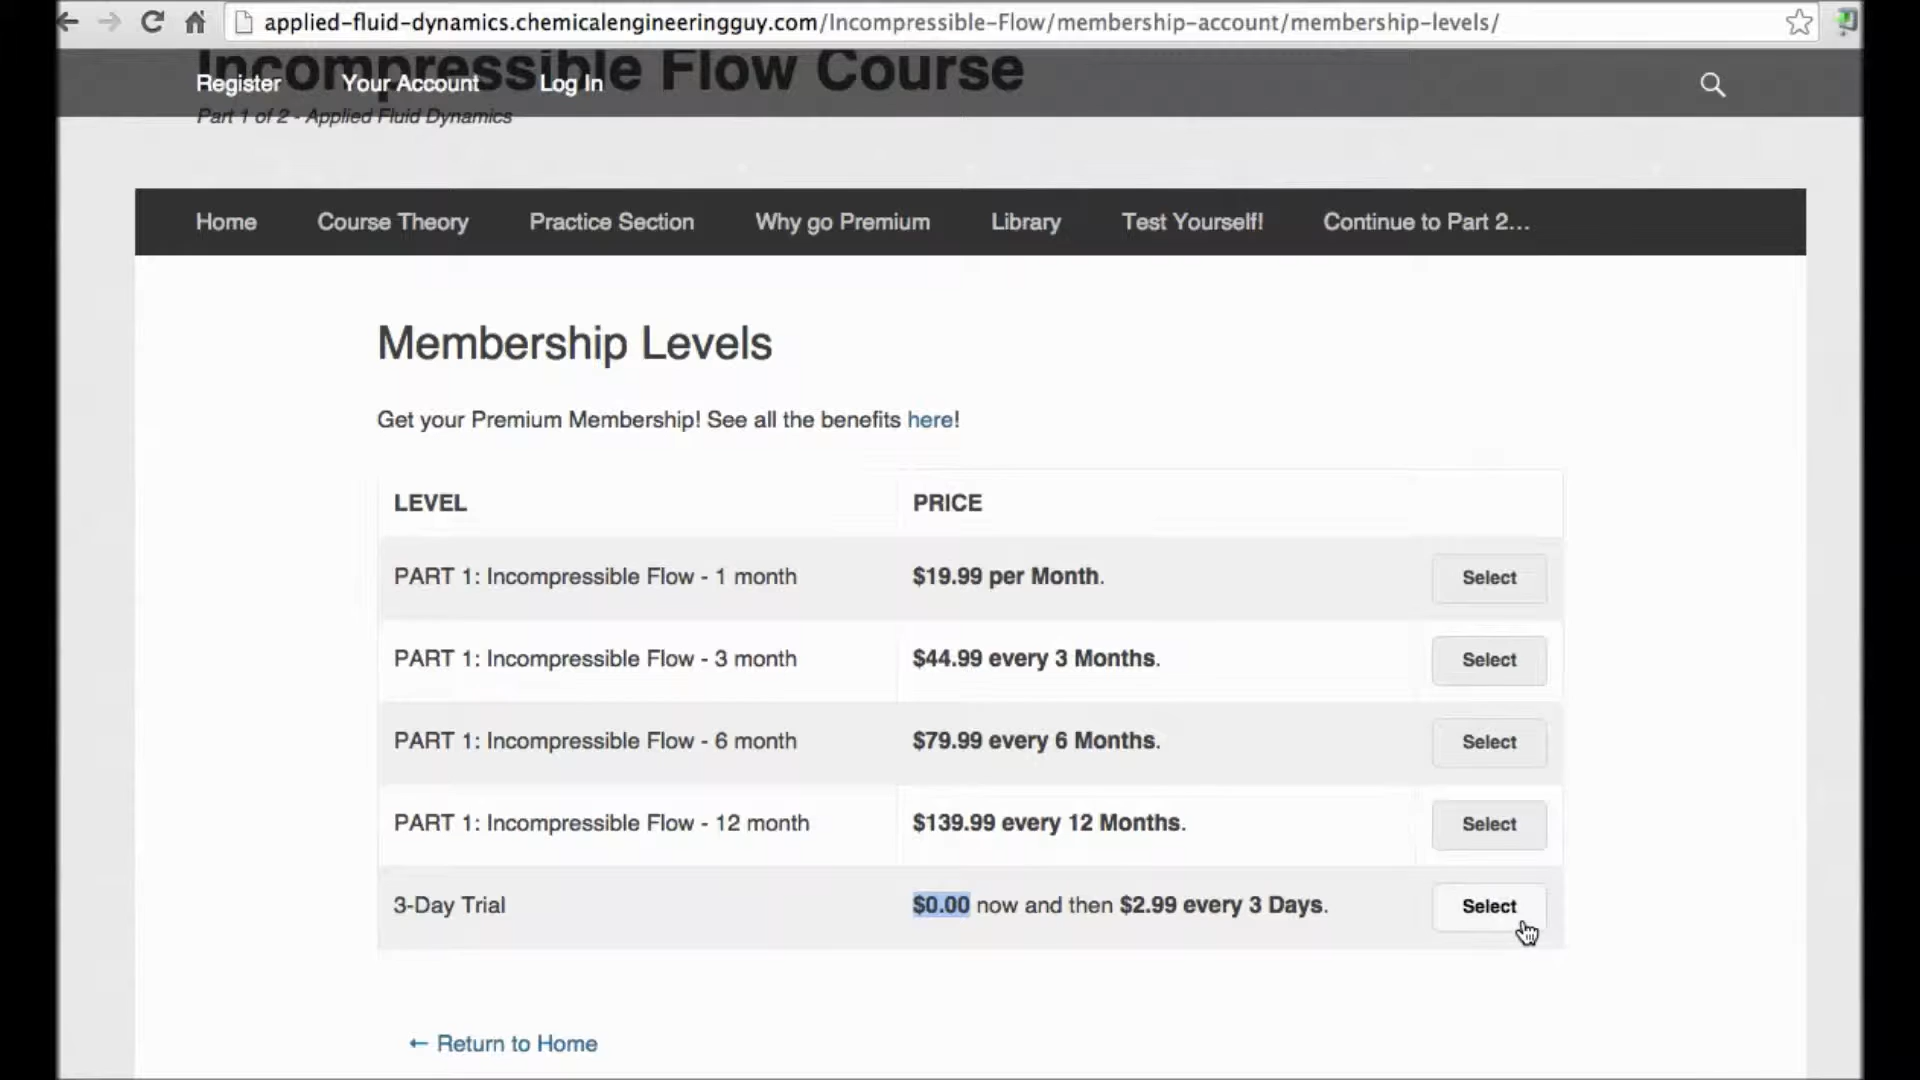 applied-fluid-dynamics.chemicalengineeringguy.com/Incompressible-Flow/membership-account/membership-levels/
Incompressible Flow Course
Register Your Account Log In
Part 1 of 2 - Applied Fluid Dynamics
Home Course Theory Practice Section Why go Premium Library Test Yourself! Continue to Part 2...
Membership Levels
Get your Premium Membership! See all the benefits here!
LEVEL PRICE
PART 1: Incompressible Flow - 1 month $19.99 per Month. Select
PART 1: Incompressible Flow - 3 month $44.99 every 3 Months. Select
PART 1: Incompressible Flow - 6 month $79.99 every 6 Months. Select
PART 1: Incompressible Flow - 12 month $139.99 every 12 Months. Select
3-Day Trial $0.00 now and then $2.99 every 3 Days. Select
← Return to Home